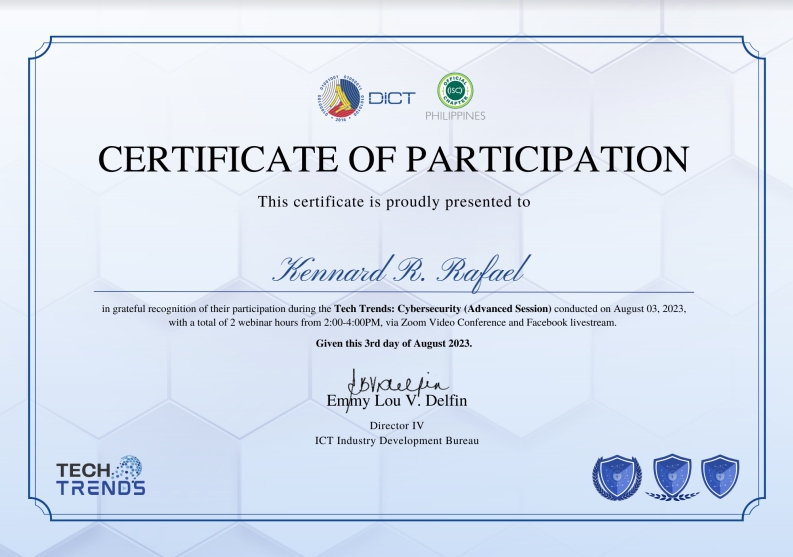 DICT
2016
OFFICIAL
(ISC)²
CHAPTER
PHILIPPINES
CERTIFICATE OF PARTICIPATION
This certificate is proudly presented to
Kennard R. Rafael
in grateful recognition of their participation during the Tech Trends: Cybersecurity (Advanced Session) conducted on August 03, 2023,
with a total of 2 webinar hours from 2:00-4:00PM, via Zoom Video Conference and Facebook livestream.
Given this 3rd day of August 2023.
Emmy Lou V. Delfin
Director IV
ICT Industry Development Bureau
TECH
TRENDS